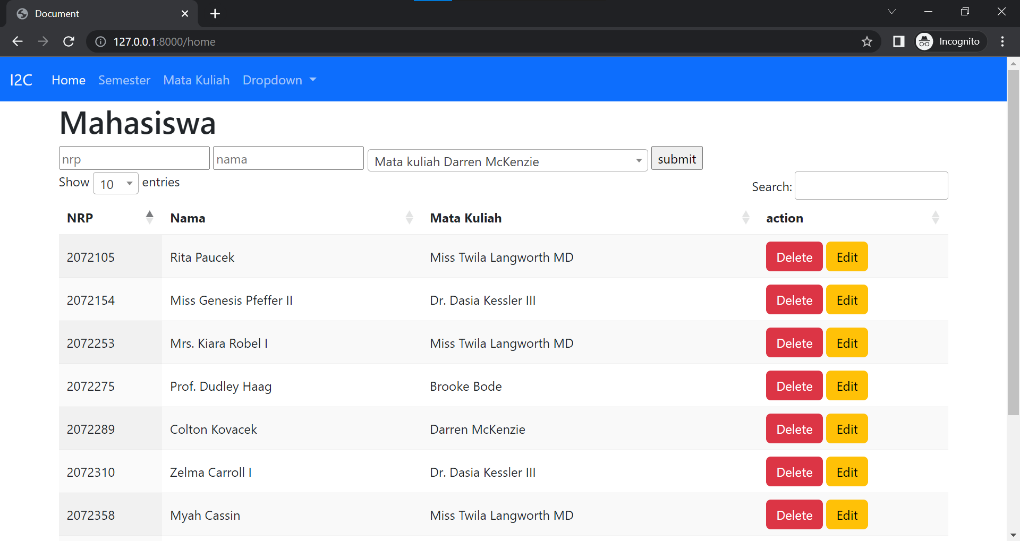 Document
127.0.0.1:8000/home
Incognito
I2C Home Semester Mata Kuliah Dropdown
Mahasiswa
nrp nama Mata kuliah Darren McKenzie submit
Show 10 entries Search:
NRP Nama Mata Kuliah action
2072105 Rita Paucek Miss Twila Langworth MD Delete Edit
2072154 Miss Genesis Pfeffer II Dr. Dasia Kessler III Delete Edit
2072253 Mrs. Kiara Robel I Miss Twila Langworth MD Delete Edit
2072275 Prof. Dudley Haag Brooke Bode Delete Edit
2072289 Colton Kovacek Darren McKenzie Delete Edit
2072310 Zelma Carroll I Dr. Dasia Kessler III Delete Edit
2072358 Myah Cassin Miss Twila Langworth MD Delete Edit